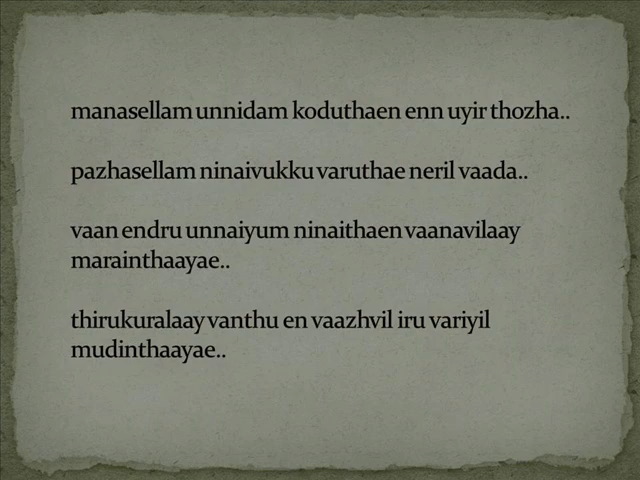 manasellam unnidam koduthaen enn uyir thozha..
pazhasellam ninaivukku varuthae neril vaada..
vaan endru unnaiyum ninaithaen vaanavilaay
marainthaayae..
thirukuralaay vanthu en vaazhvil iru variyil
mudinthaayae..